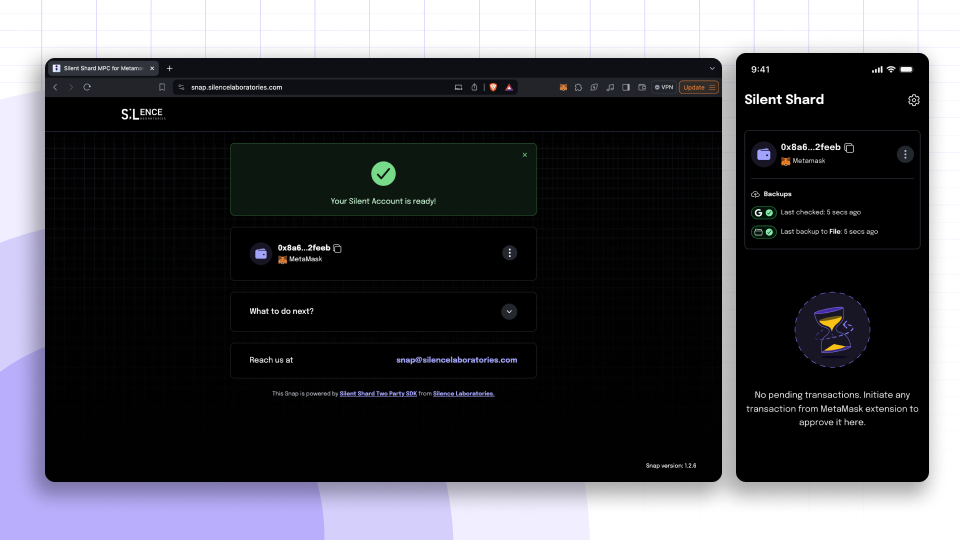 Silent Shard MPC for Metama
snap.silencelaboratories.com
VPN
Update
S:LENCE
LABORATORIES
Your Silent Account is ready!
0x8a6...2feeb
MetaMask
What to do next?
Reach us at
snap@silencelaboratories.com
This Snap is powered by Silent Shard Two Party SDK from Silence Laboratories.
Snap version: 1.2.6
9:41
Silent Shard
0x8a6...2feeb
Metamask
Backups
Last checked: 5 secs ago
Last backup to File: 5 secs ago
No pending transactions. Initiate any
transaction from MetaMask extension to
approve it here.